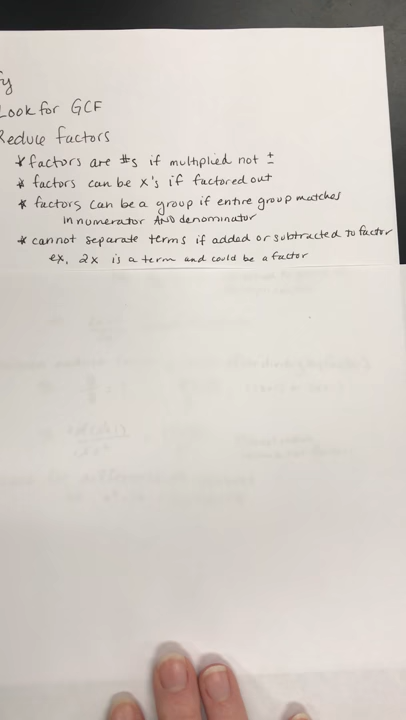 fy
Look for GCF
Reduce factors
* factors are #s if multiplied not ±
* factors can be x's if factored out
* factors can be a group if entire group matches
in numerator AND denominator
* cannot separate terms if added or subtracted to factor
ex, 2x is a term and could be a factor